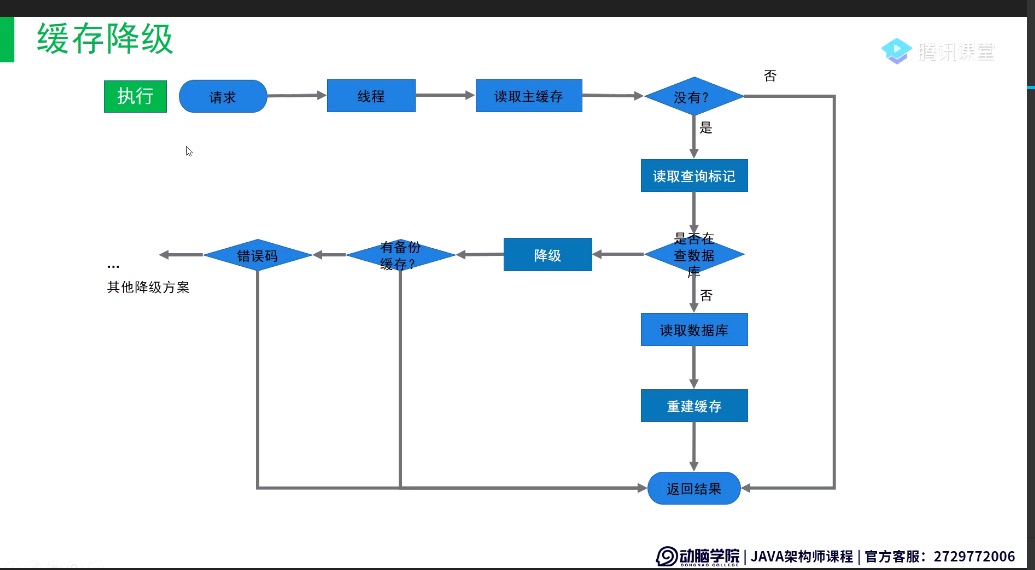 缓存降级
腾讯课堂
执行
请求
线程
读取主缓存
没有?
否
是
读取查询标记
是否在
查数据
库
降级
有备份
缓存?
错误码
...
其他降级方案
否
读取数据库
重建缓存
返回结果
动脑学院 | JAVA架构师课程 | 官方客服：2729772006
DONGNAO COLLEGE